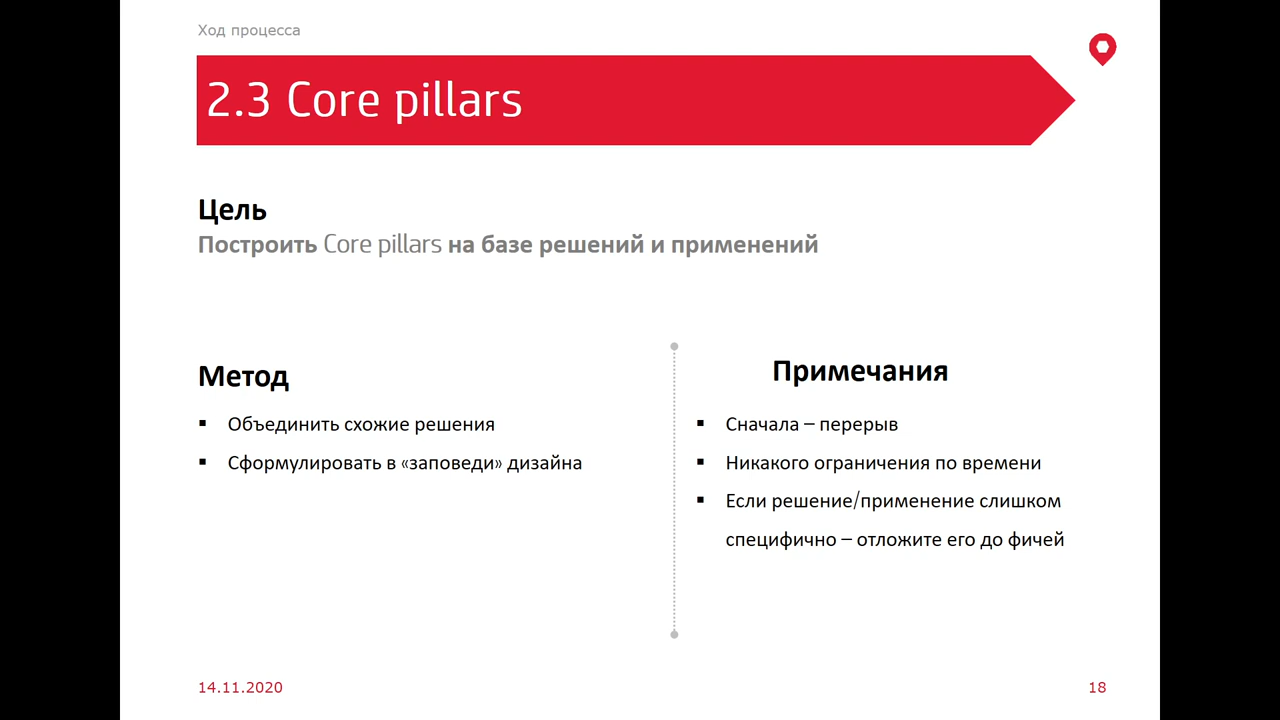 Ход процесса
2.3 Core pillars
Цель
Построить Core pillars на базе решений и применений
Метод
▪ Объединить схожие решения
▪ Сформулировать в «заповеди» дизайна
Примечания
▪ Сначала – перерыв
▪ Никакого ограничения по времени
▪ Если решение/применение слишком
специфично – отложите его до фичей
14.11.2020
18